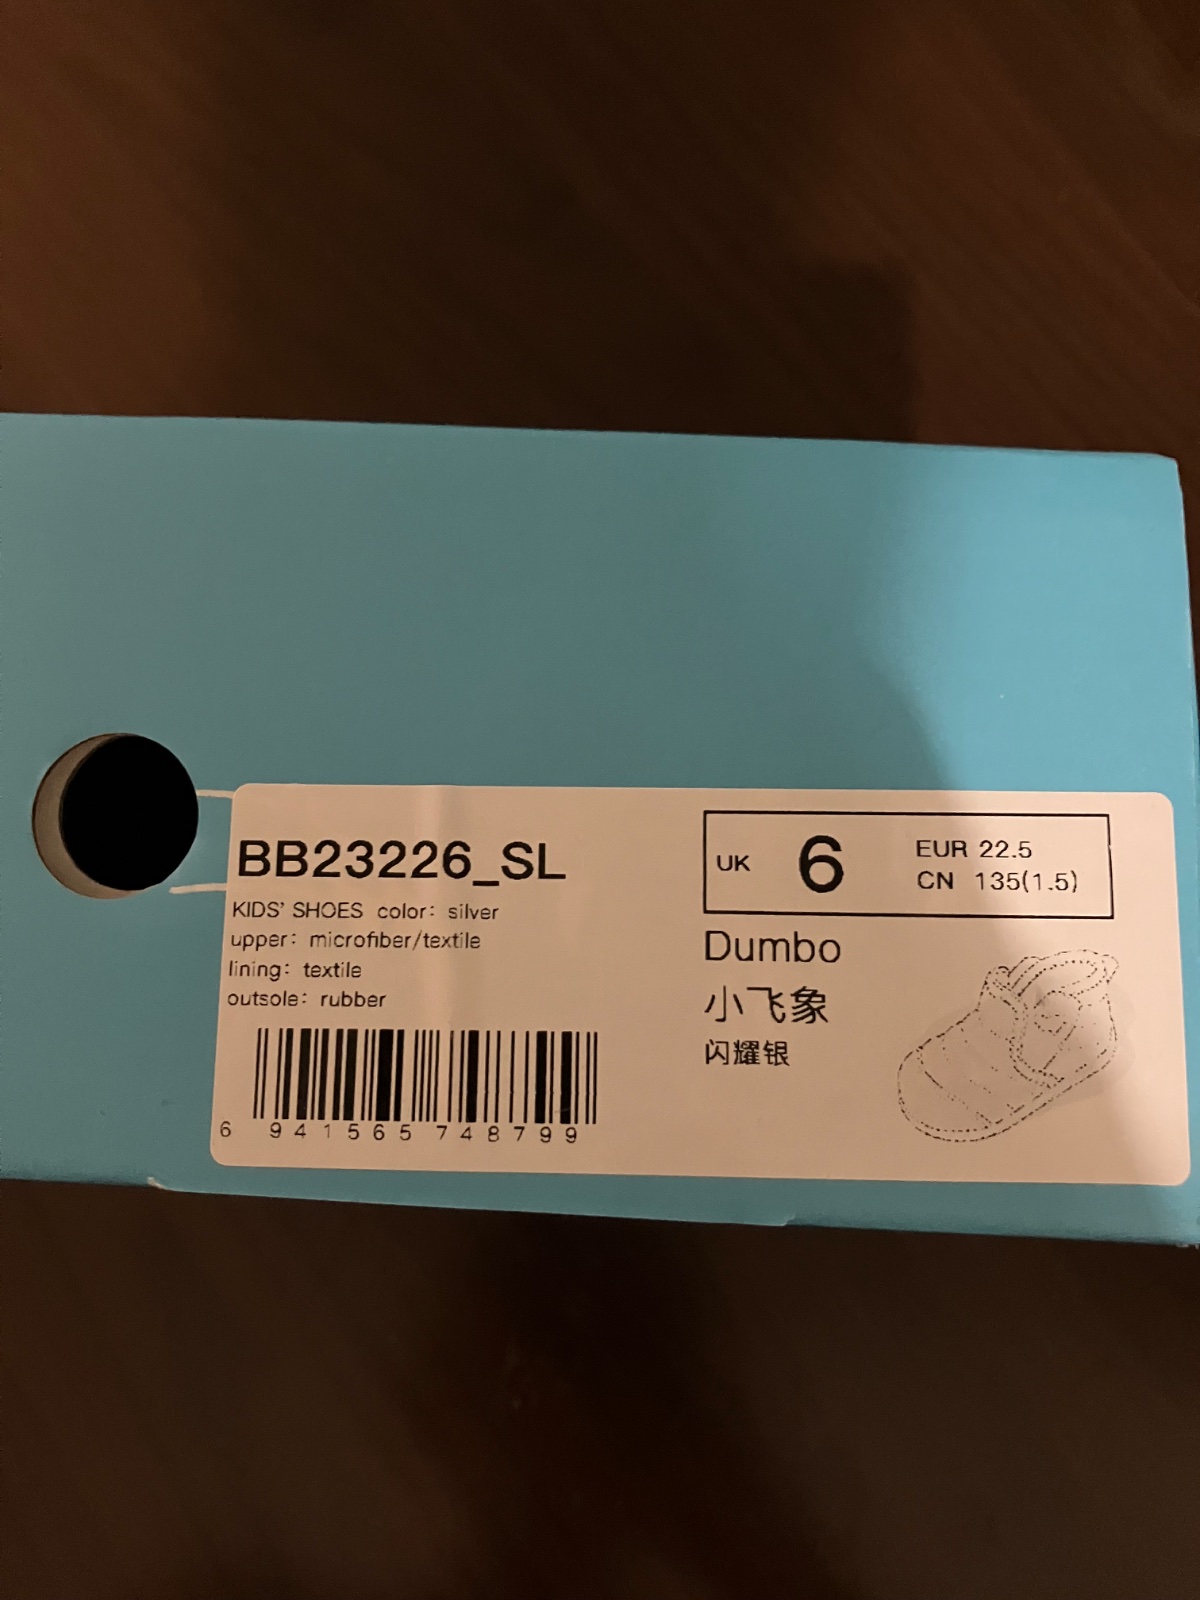 BB23226_SL
KIDS' SHOES color: silver
upper: microfiber/textile
lining: textile
outsole: rubber
6 941565 748799
UK 6 EUR 22.5
CN 135(1.5)
Dumbo
小飞象
闪耀银